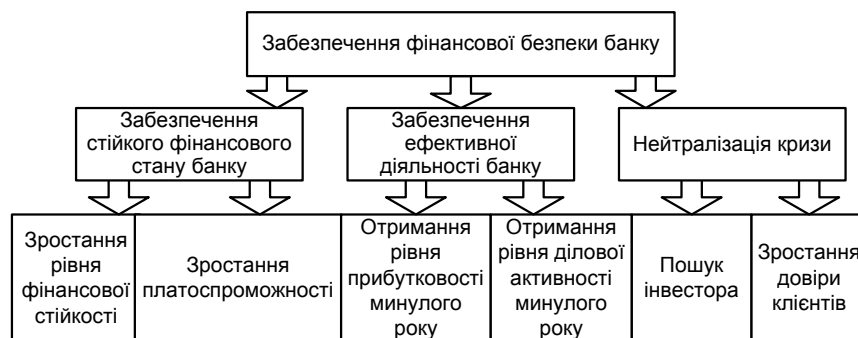 Забезпечення фінансової безпеки банку
Забезпечення
стійкого фінансового
стану банку
Забезпечення
ефективної
діяльності банку
Нейтралізація кризи
Зростання
рівня
фінансової
стійкості
Зростання
платоспроможності
Отримання
рівня
прибутковості
минулого
року
Отримання
рівня ділової
активності
минулого
року
Пошук
інвестора
Зростання
довіри
клієнтів